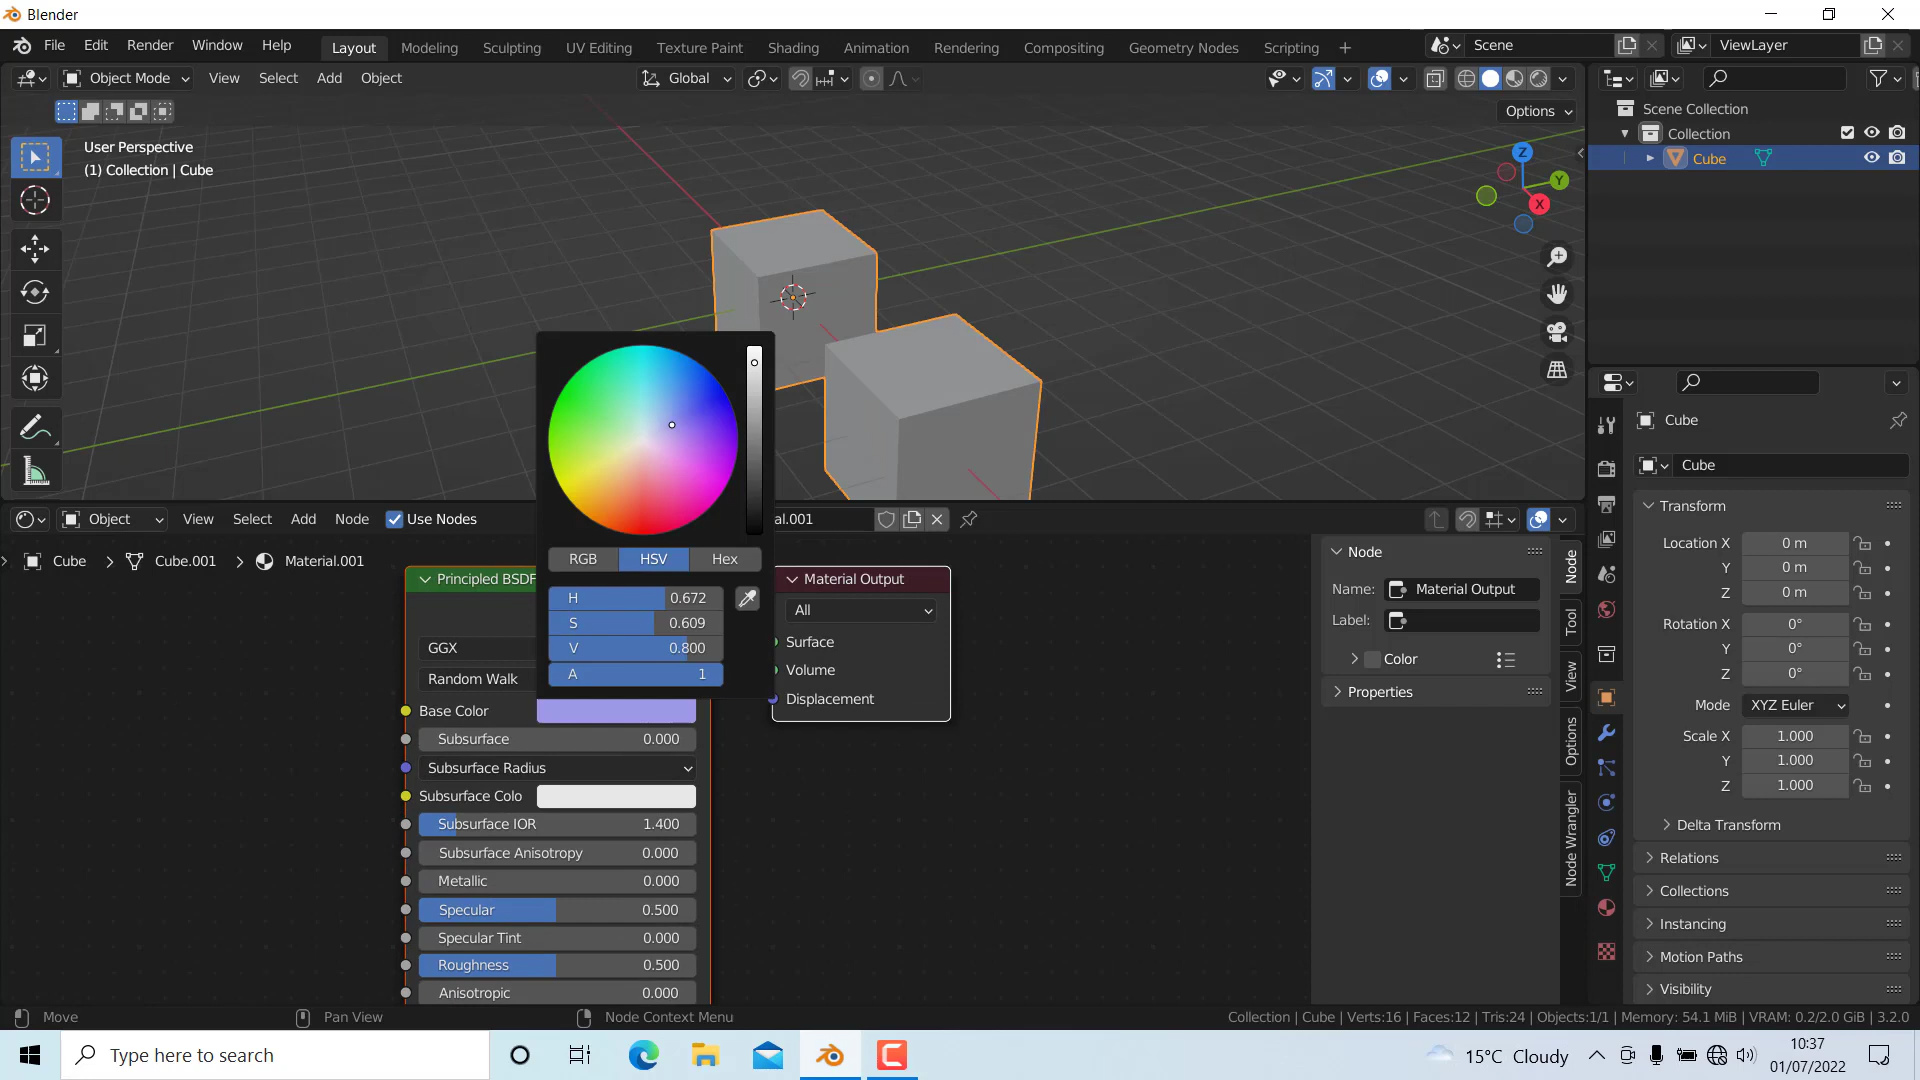 Blender
File Edit Render Window Help Layout Modeling Sculpting UV Editing Texture Paint Shading Animation Rendering Compositing Geometry Nodes Scripting + Scene ViewLayer
Object Mode View Select Add Object Global
Options
User Perspective
(1) Collection | Cube
Z
Y
X
Scene Collection
Collection
Cube
RGB HSV Hex
H 0.672
S 0.609
V 0.800
A 1
Object View Select Add Node Use Nodes al.001
Cube > Cube.001 > Material.001
Principled BSDF
GGX
Random Walk
Base Color
Subsurface 0.000
Subsurface Radius
Subsurface Colo
Subsurface IOR 1.400
Subsurface Anisotropy 0.000
Metallic 0.000
Specular 0.500
Specular Tint 0.000
Roughness 0.500
Anisotropic 0.000
Material Output
All
Surface
Volume
Displacement
Node
Name: Material Output
Label:
Color
Properties
Node
Tool
View
Options
Node Wrangler
Cube
Cube
Transform
Location X 0 m
Y 0 m
Z 0 m
Rotation X 0°
Y 0°
Z 0°
Mode XYZ Euler
Scale X 1.000
Y 1.000
Z 1.000
Delta Transform
Relations
Collections
Instancing
Motion Paths
Visibility
Move Pan View Node Context Menu Collection | Cube | Verts:16 | Faces:12 | Tris:24 | Objects:1/1 | Memory: 54.1 MiB | VRAM: 0.2/2.0 GiB | 3.2.0
Type here to search 15°C Cloudy 10:37
01/07/2022